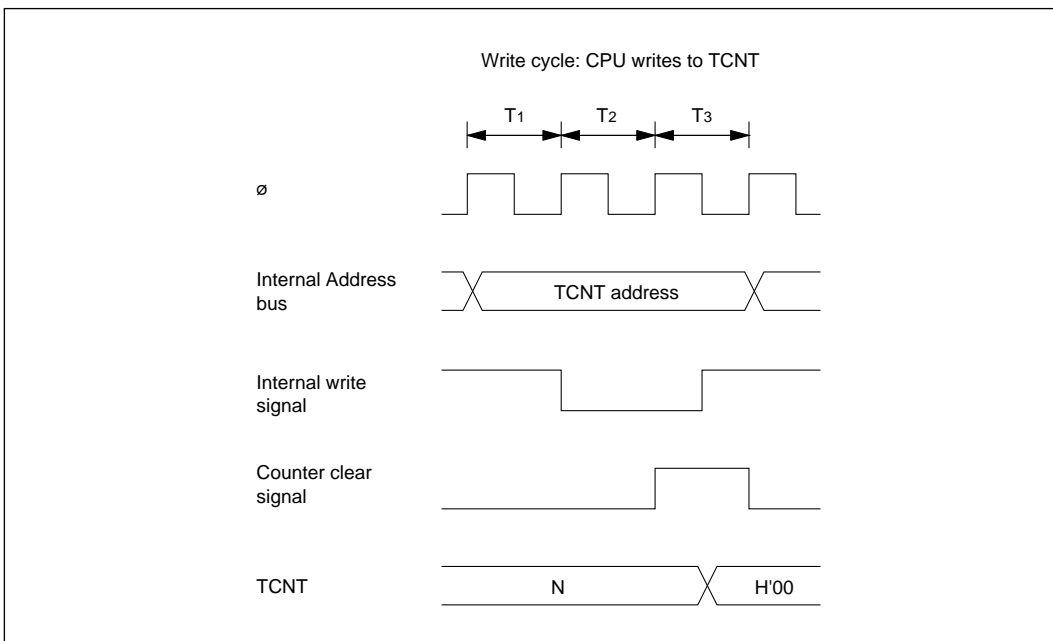 Write cycle: CPU writes to TCNT
T1 T2 T3
ø
Internal Address
bus
TCNT address
Internal write
signal
Counter clear
signal
TCNT
N
H'00